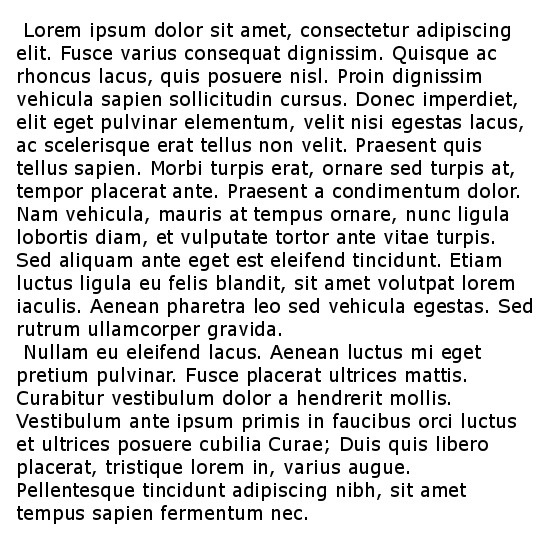 Lorem ipsum dolor sit amet, consectetur adipiscing
elit. Fusce varius consequat dignissim. Quisque ac
rhoncus lacus, quis posuere nisl. Proin dignissim
vehicula sapien sollicitudin cursus. Donec imperdiet,
elit eget pulvinar elementum, velit nisi egestas lacus,
ac scelerisque erat tellus non velit. Praesent quis
tellus sapien. Morbi turpis erat, ornare sed turpis at,
tempor placerat ante. Praesent a condimentum dolor.
Nam vehicula, mauris at tempus ornare, nunc ligula
lobortis diam, et vulputate tortor ante vitae turpis.
Sed aliquam ante eget est eleifend tincidunt. Etiam
luctus ligula eu felis blandit, sit amet volutpat lorem
iaculis. Aenean pharetra leo sed vehicula egestas. Sed
rutrum ullamcorper gravida.
Nullam eu eleifend lacus. Aenean luctus mi eget
pretium pulvinar. Fusce placerat ultrices mattis.
Curabitur vestibulum dolor a hendrerit mollis.
Vestibulum ante ipsum primis in faucibus orci luctus
et ultrices posuere cubilia Curae; Duis quis libero
placerat, tristique lorem in, varius augue.
Pellentesque tincidunt adipiscing nibh, sit amet
tempus sapien fermentum nec.